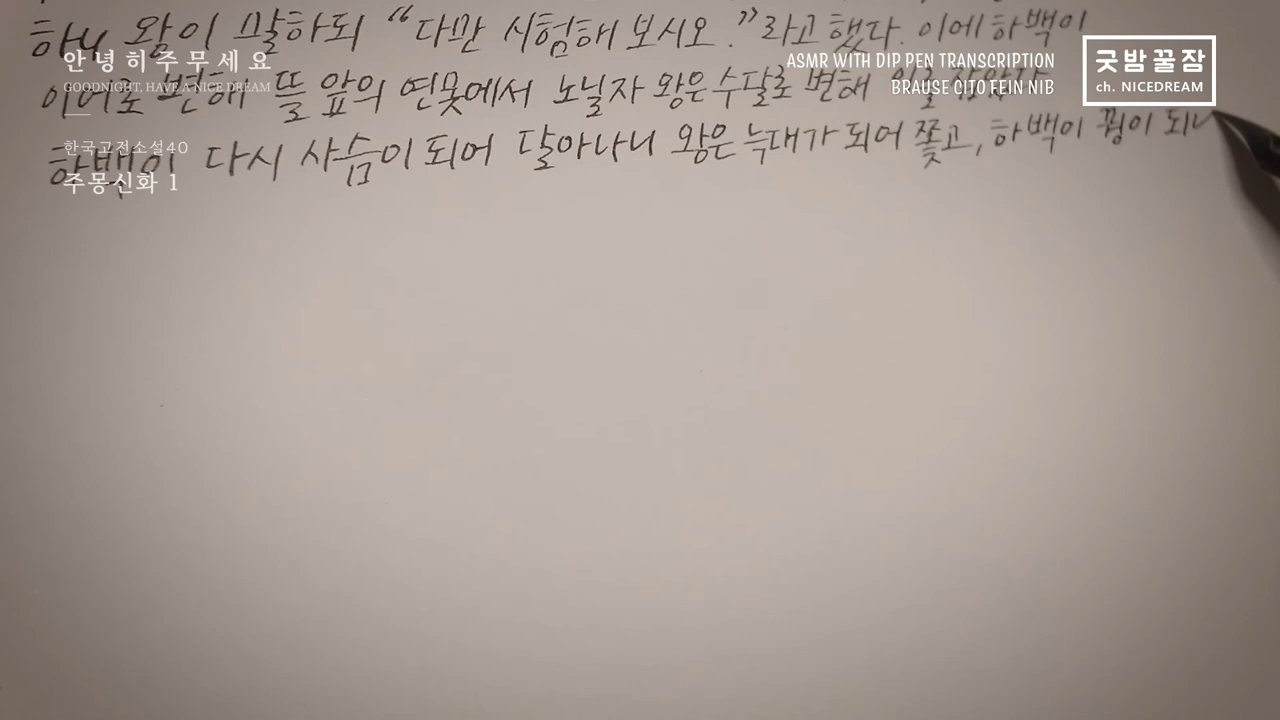 하니 왕이 말하되 “다만 시험해 보시오.”라고 했다. 이에 하백이
이어로 변해 뜰 앞의 연못에서 노닐자 왕은 수달로 변해 이를 잡았다.
하백이 다시 사슴이 되어 달아나니 왕은 늑대가 되어 쫓고, 하백이 꿩이 되니
안녕히주무세요
GOODNIGHT, HAVE A NICE DREAM
한국고전소설40
주몽신화 1
ASMR WITH DIP PEN TRANSCRIPTION
BRAUSE CITO FEIN NIB
굿밤꿀잠
ch. NICEDREAM